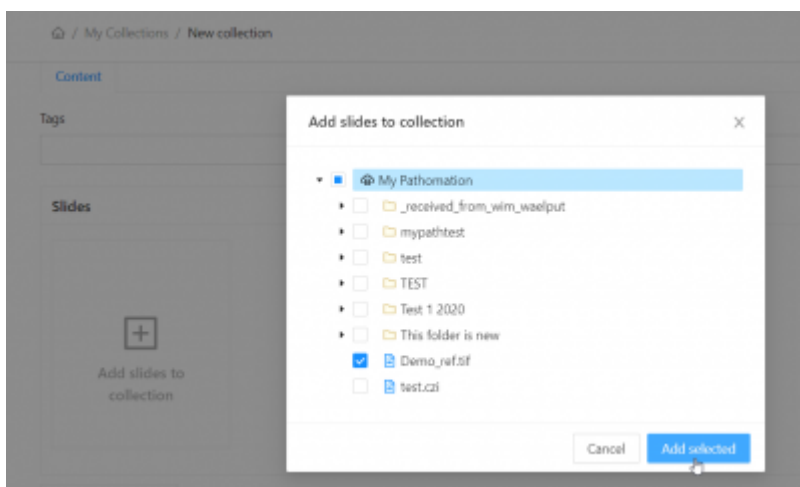 / My Collections / New collection
Content
Tags
Slides
Add slides to
collection
Add slides to collection
My Pathomation
_received_from_wim_waelput
mypathtest
test
TEST
Test 1 2020
This folder is new
Demo_ref.tif
test.czi
Cancel
Add selected